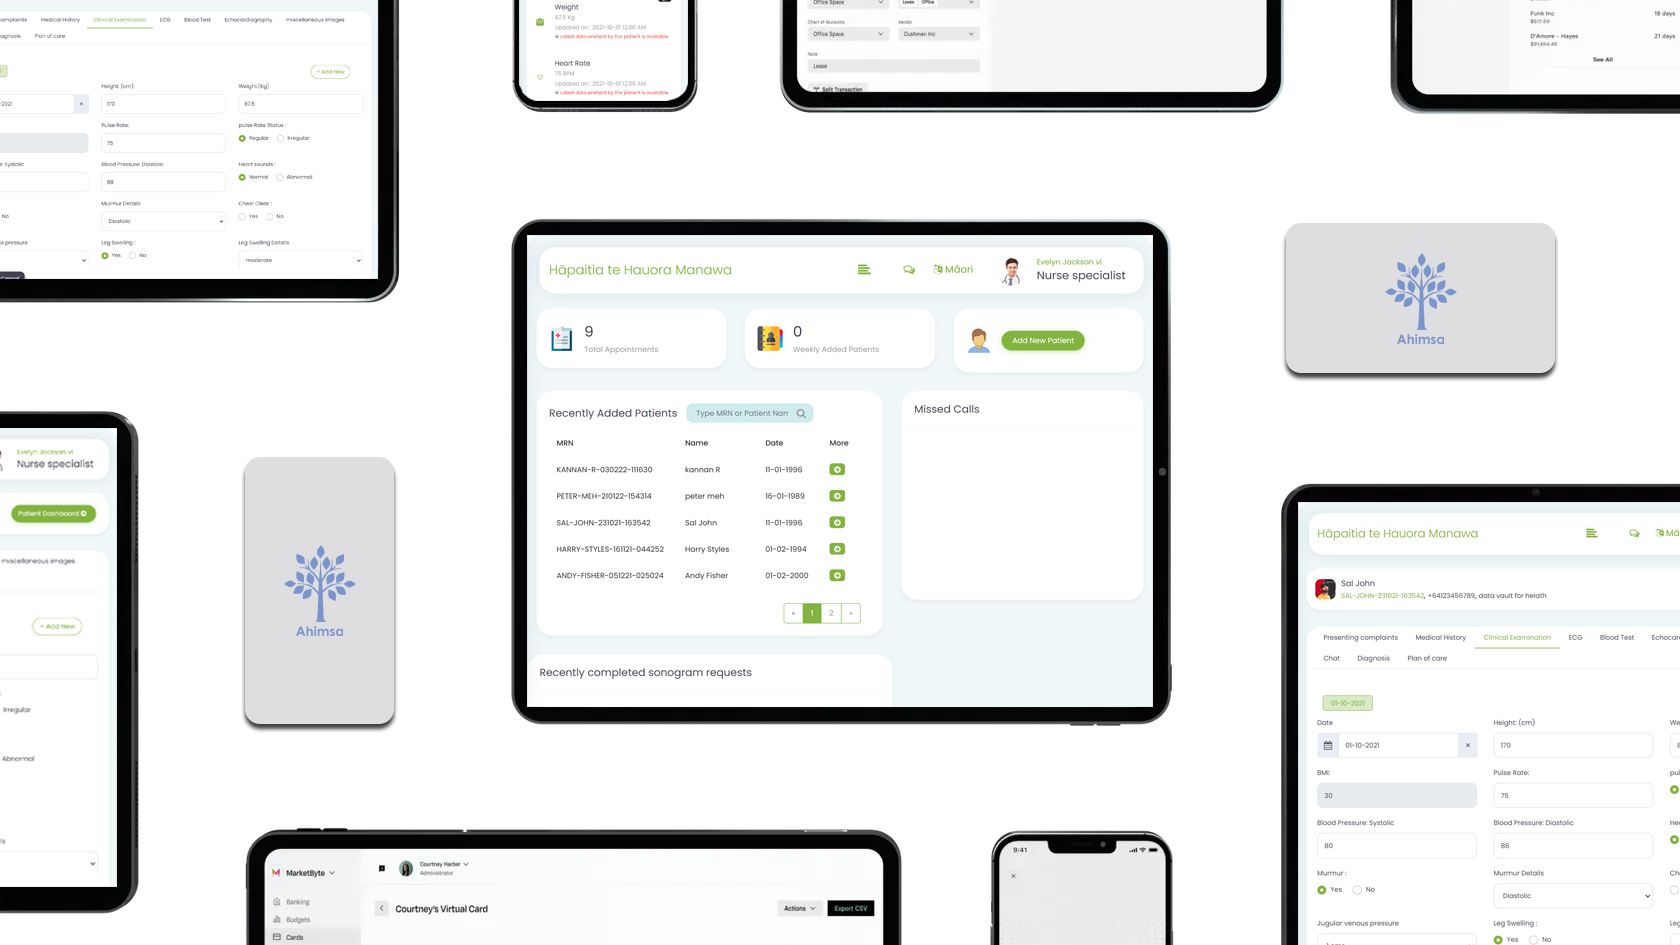 omplaints Medical History Clinical Examination ECG Blood Test Echocardiography miscellaneous images
agnosis Plan of care
+ Add New
Height: (cm) Weight:(Kg)
-2021 × 170 87.5
Pulse Rate: pulse Rate Status :
75 Regular Irregular
e: Systolic Blood Pressure: Diastolic Heart sounds :
88 Normal Abnormal
Murmur Details Chest Clear :
No Diastolic Yes No
s pressure Leg Swelling : Leg Swelling Details
Yes No moderate
Cancel
Weight
87.5 Kg
Updated on : 2021-10-01 12:00 AM
Latest data eneterd by the patient is available.
Heart Rate
75 BPM
Updated on : 2021-10-01 12:00 AM
Latest data eneterd by the patient is available.
Office Space Lease Office
Chart of Accounts Vendor
Office Space Cushman Inc
Note
Lease
Split Transaction
Funk Inc 18 days
$512.69
D'Amore - Hayes 21 days
See All
Hāpaitia te Hauora Manawa Māori Evelyn Jackson vi
Nurse specialist
9 0
Total Appointments Weekly Added Patients Add New Patient
Recently Added Patients Type MRN or Patient Nam Missed Calls
MRN Name Date More
KANNAN-R-030222-111630 kannan R 11-01-1996
PETER-MEH-210122-154314 peter meh 16-01-1989
SAL-JOHN-231021-163542 Sal John 11-01-1996
HARRY-STYLES-161121-044252 Harry Styles 01-02-1994
ANDY-FISHER-051221-025024 Andy Fisher 01-02-2000
« 1 2 »
Recently completed sonogram requests
Ahimsa
Evelyn Jackson vi
Nurse specialist
Patient Dashboard
miscellaneous images
+ Add New
Irregular
Abnormal
Ahimsa
Hāpaitia te Hauora Manawa Mā
Sal John
SAL-JOHN-231021-163542, +64123456789, data vault for helath
Presenting complaints Medical History Clinical Examination ECG Blood Test Echocar
Chat Diagnosis Plan of care
01-10-2021
Date Height: (cm) We
01-10-2021 × 170 8
BMI: Pulse Rate: pul
30 75
Blood Pressure: Systolic Blood Pressure: Diastolic Hea
80 88
Murmur : Murmur Details Che
Yes No Diastolic
Jugular venous pressure Leg Swelling : Leg
Yes No
MarketByte Courtney Harber
Administrator
Banking
Budgets
Cards
Courtney's Virtual Card Actions Export CSV
9:41
×